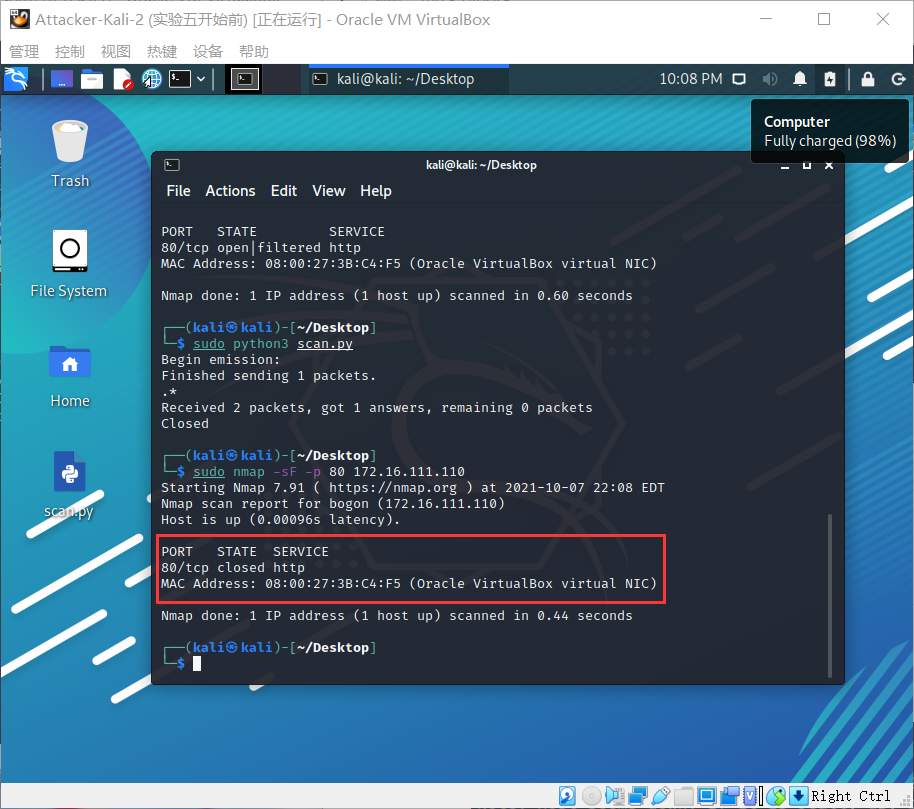 Attacker-Kali-2 (实验五开始前) [正在运行] - Oracle VM VirtualBox
管理 控制 视图 热键 设备 帮助
kali@kali: ~/Desktop
10:08 PM
Computer
Fully charged (98%)
Trash
File System
Home
scan.py
kali@kali: ~/Desktop
File Actions Edit View Help
PORT   STATE         SERVICE
80/tcp open|filtered http
MAC Address: 08:00:27:3B:C4:F5 (Oracle VirtualBox virtual NIC)
Nmap done: 1 IP address (1 host up) scanned in 0.60 seconds
┌──(kali㉿kali)-[~/Desktop]
└─$ sudo python3 scan.py
Begin emission:
Finished sending 1 packets.
.*
Received 2 packets, got 1 answers, remaining 0 packets
Closed
┌──(kali㉿kali)-[~/Desktop]
└─$ sudo nmap -sF -p 80 172.16.111.110
Starting Nmap 7.91 ( https://nmap.org ) at 2021-10-07 22:08 EDT
Nmap scan report for bogon (172.16.111.110)
Host is up (0.00096s latency).
PORT   STATE  SERVICE
80/tcp closed http
MAC Address: 08:00:27:3B:C4:F5 (Oracle VirtualBox virtual NIC)
Nmap done: 1 IP address (1 host up) scanned in 0.44 seconds
┌──(kali㉿kali)-[~/Desktop]
└─$
Right Ctrl